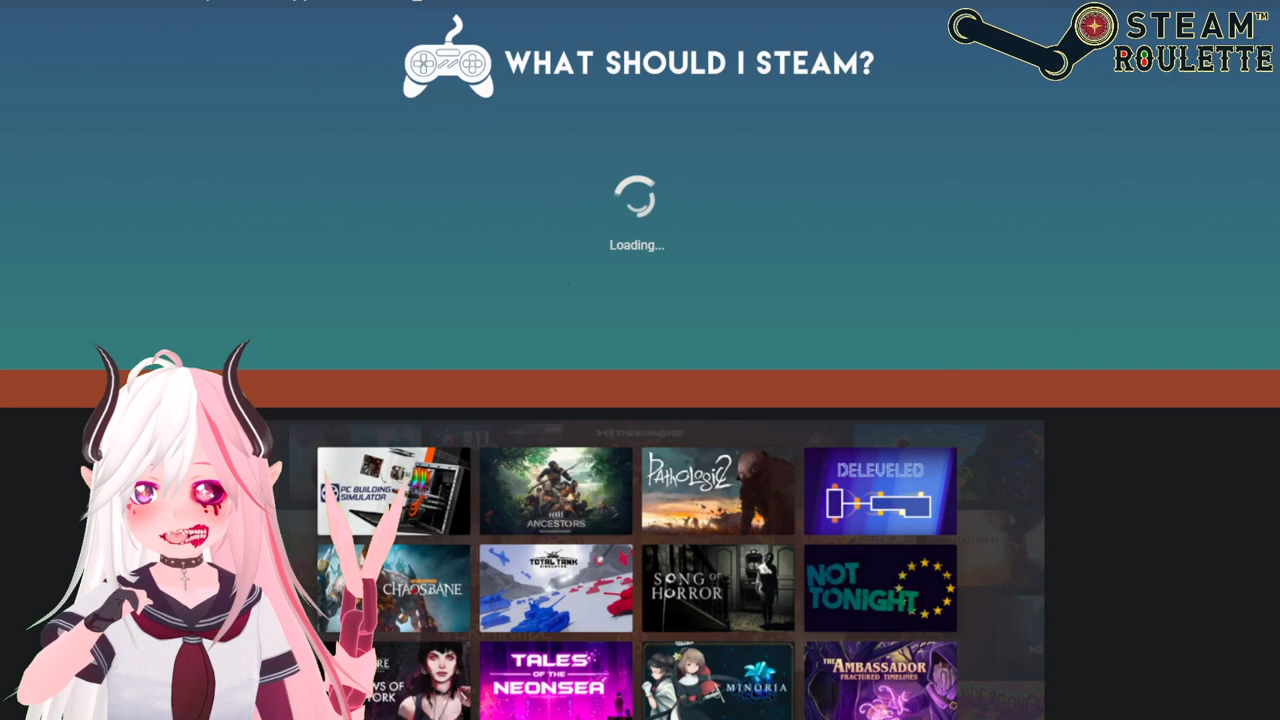 WHAT SHOULD I STEAM?
STEAM™
ROULETTE
Loading...
PC BUILDING
SIMULATOR
ANCESTORS
PATHOLOGIC 2
DELEVELED
CHAOSBANE
TOTAL TANK
SIMULATOR
SONG OF
HORROR
NOT
TONIGHT
TALES
OF THE
NEONSEA
MINORIA
THE AMBASSADOR
FRACTURED TIMELINES